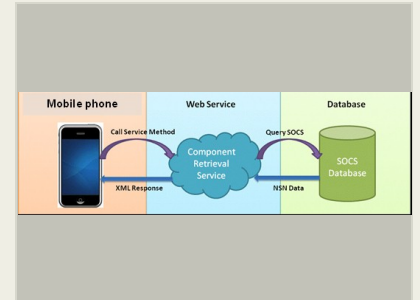 Mobile phone
Web Service
Database
Call Service Method
Query SOCS
Component
Retrieval
Service
SOCS
Database
XML Response
NSN Data